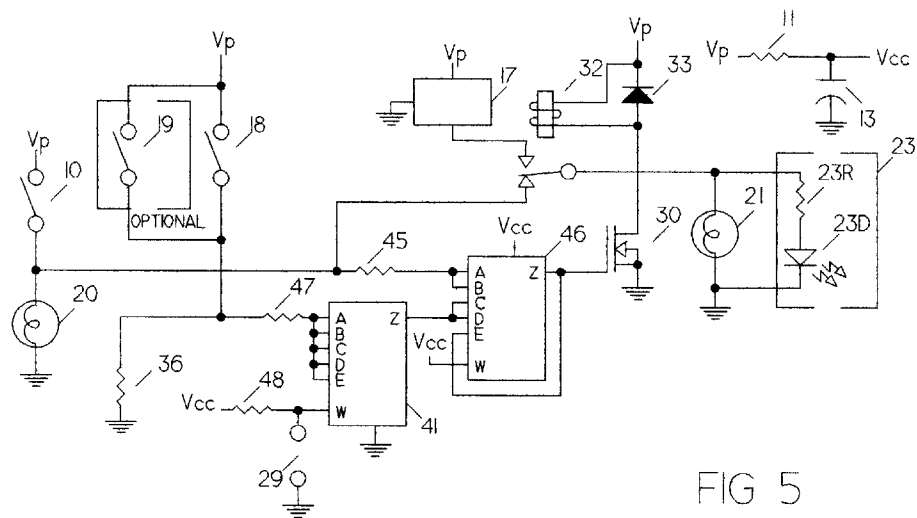 Vp
11
Vp
Vp
17
32
33
Vp
Vcc
13
Vp
19
18
10
OPTIONAL
23
23R
23D
21
Vcc
46
30
45
A
B
C
D
E
W
Z
20
47
A
B
C
D
E
W
Z
Vcc
36
48
Vcc
41
29
FIG 5